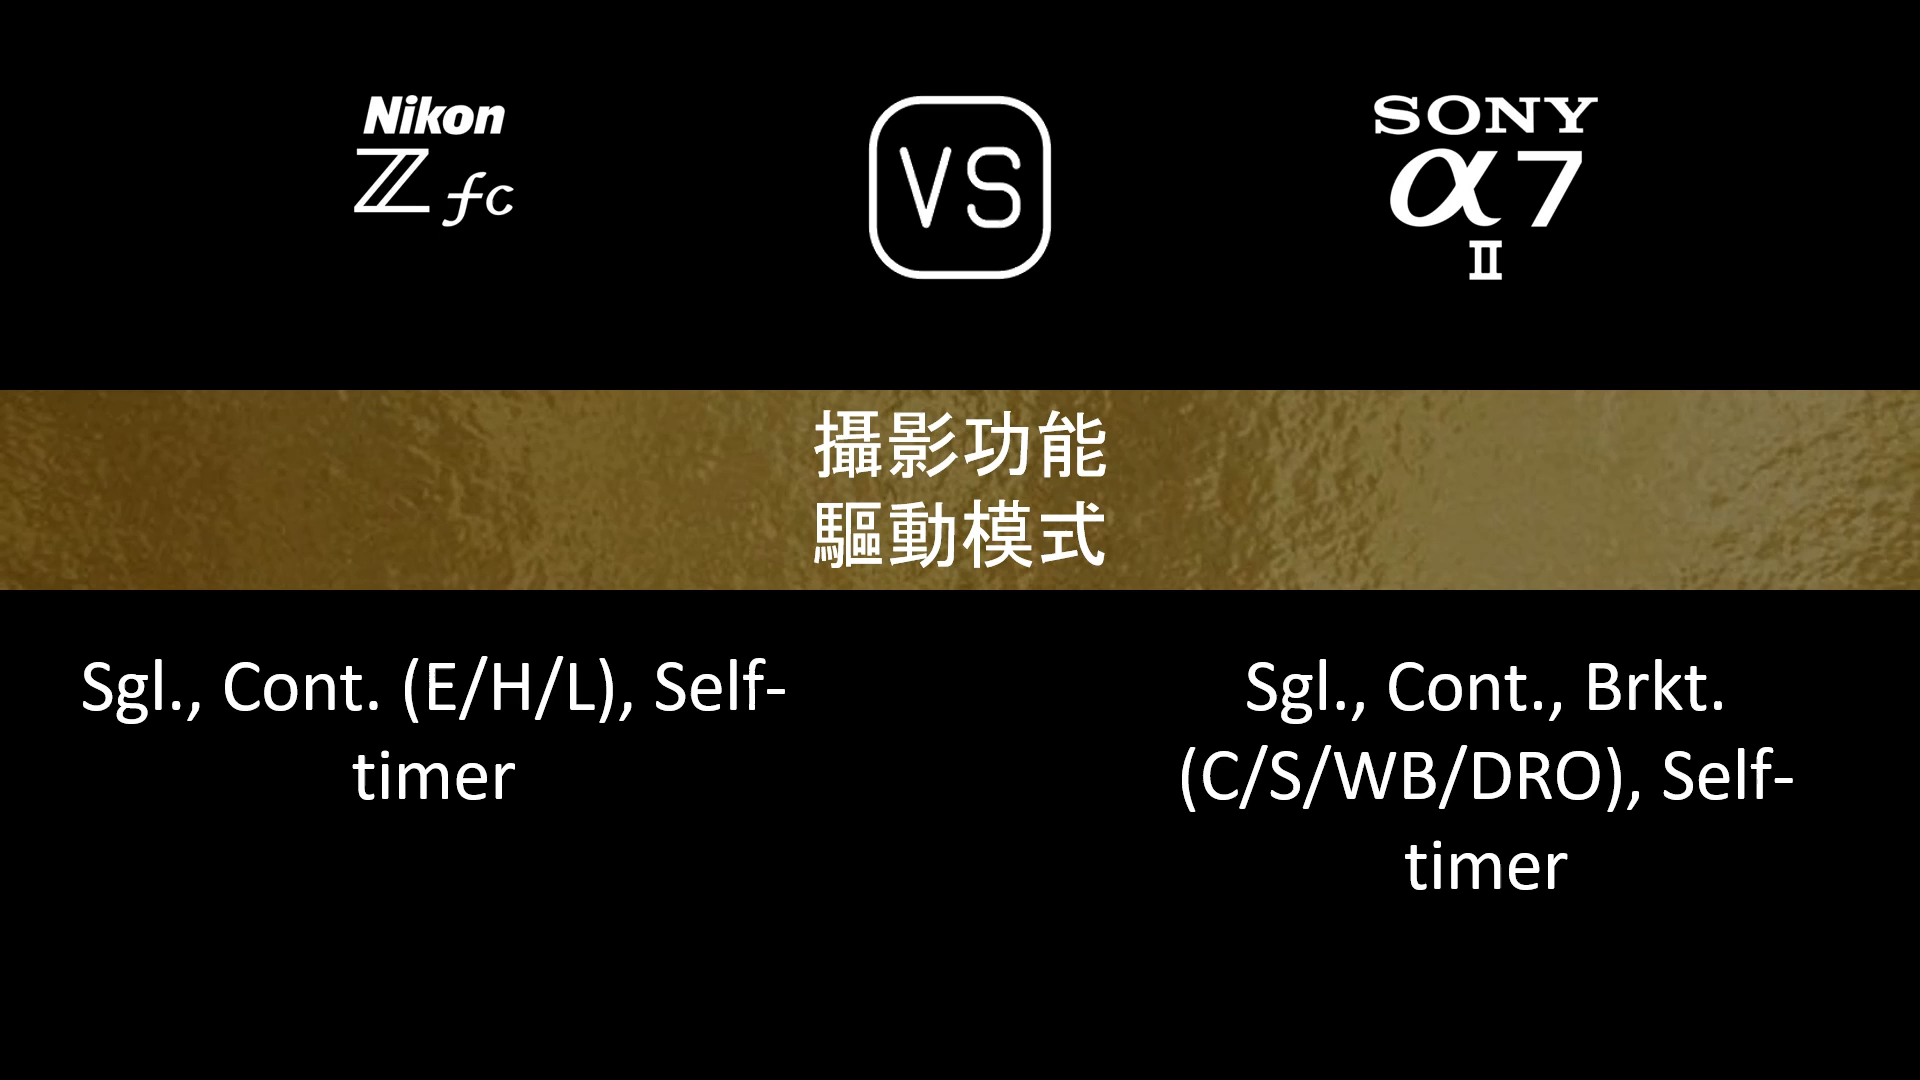 Nikon
Z fc
VS
SONY
α7
II
攝影功能
驅動模式
Sgl., Cont. (E/H/L), Self-
timer
Sgl., Cont., Brkt.
(C/S/WB/DRO), Self-
timer